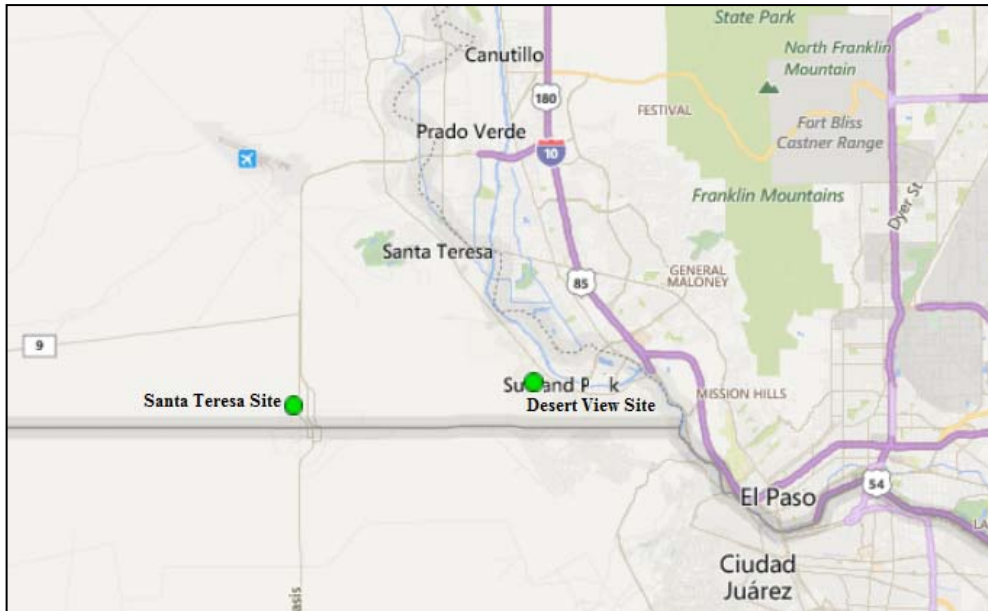 State Park
Canutillo
North Franklin
Mountain
180
FESTIVAL
Fort Bliss
Castner Range
Prado Verde
10
Franklin Mountains
Dyer St
Santa Teresa
GENERAL
MALONEY
85
9
Santa Teresa Site
Desert View Site
MISSION HILLS
El Paso
54
Ciudad
Juárez